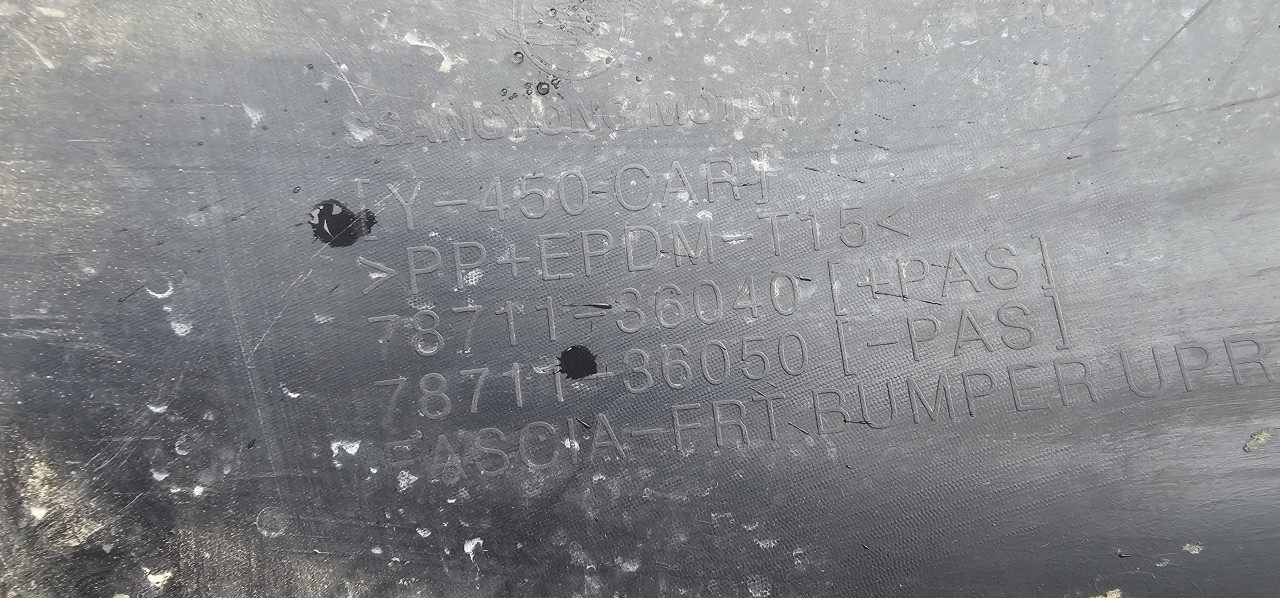 SSANGYONG MOTOR
[Y-450-CAR]
>PP+EPDM-T15<
78711-36040 [+PAS]
78711-36050 [-PAS]
FASCIA-FRT BUMPER UPR